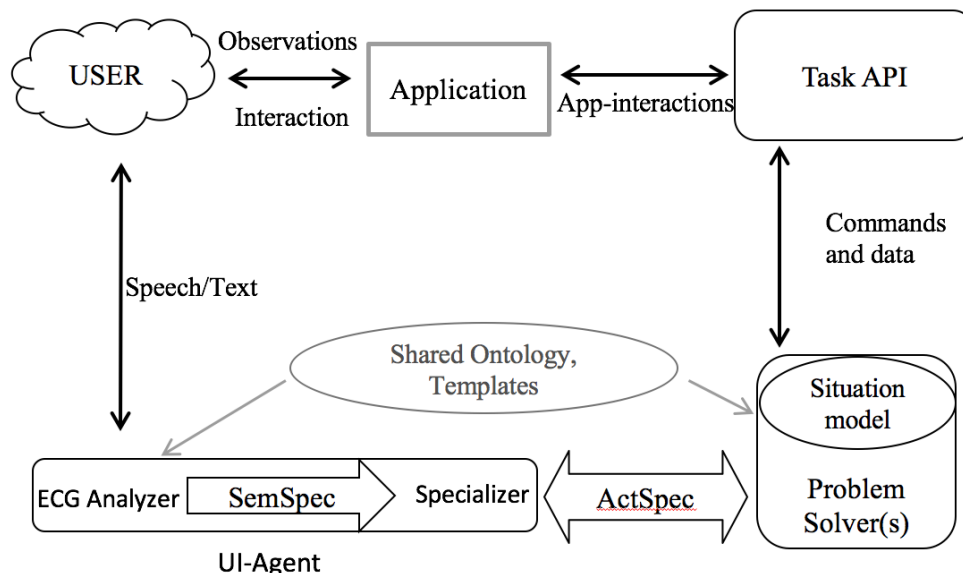 Observations
USER
Interaction
Application
App-interactions
Task API
Commands
and data
Speech/Text
Shared Ontology,
Templates
Situation
model
ECG Analyzer
SemSpec
Specializer
ActSpec
Problem
Solver(s)
UI-Agent